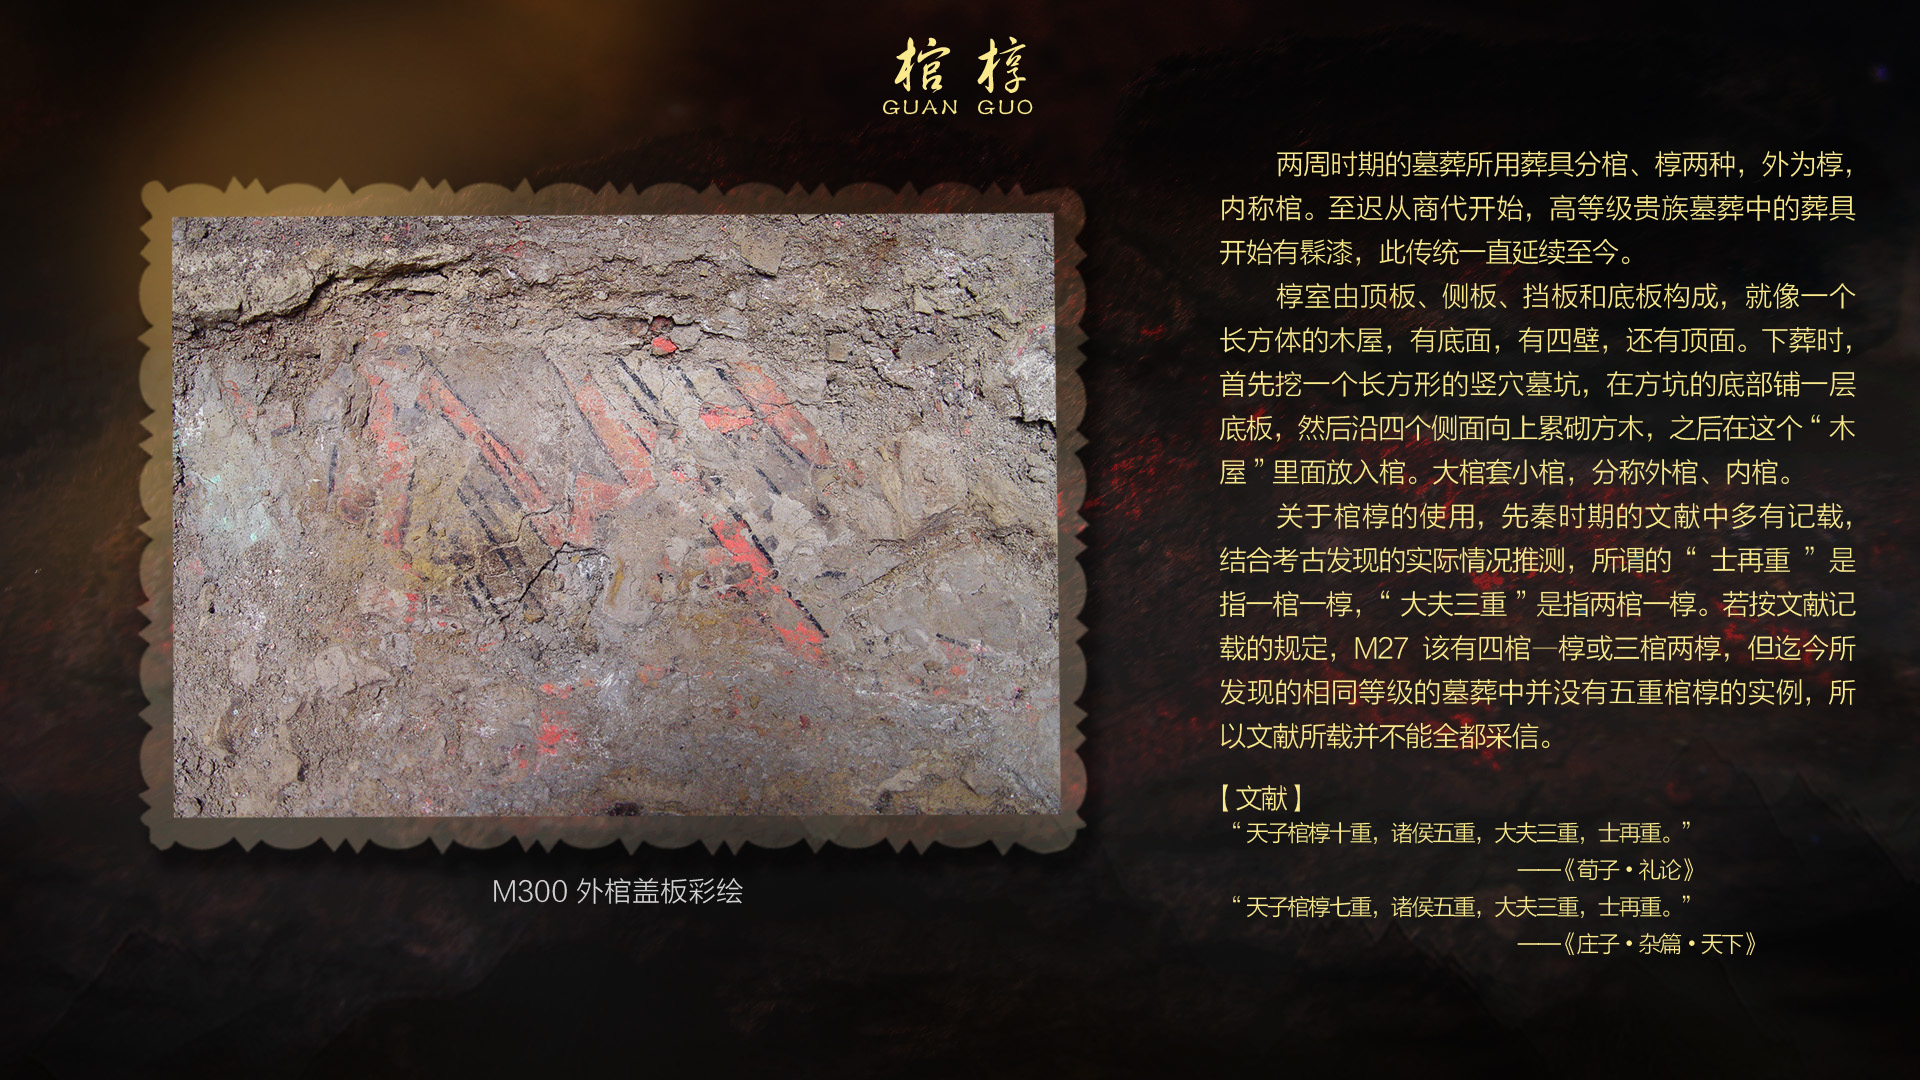 棺椁
GUAN GUO
两周时期的墓葬所用葬具分棺、椁两种，外为椁，
内称棺。至迟从商代开始，高等级贵族墓葬中的葬具
开始有髹漆，此传统一直延续至今。
椁室由顶板、侧板、挡板和底板构成，就像一个
长方体的木屋，有底面，有四壁，还有顶面。下葬时，
首先挖一个长方形的竖穴墓坑，在方坑的底部铺一层
底板，然后沿四个侧面向上累砌方木，之后在这个“木
屋”里面放入棺。大棺套小棺，分称外棺、内棺。
关于棺椁的使用，先秦时期的文献中多有记载，
结合考古发现的实际情况推测，所谓的“士再重”是
指一棺一椁，“大夫三重”是指两棺一椁。若按文献记
载的规定，M27 该有四棺—椁或三棺两椁，但迄今所
发现的相同等级的墓葬中并没有五重棺椁的实例，所
以文献所载并不能全都采信。
【文献】
“天子棺椁十重，诸侯五重，大夫三重，士再重。”
——《荀子•礼论》
“天子棺椁七重，诸侯五重，大夫三重，士再重。”
——《庄子•杂篇•天下》
M300 外棺盖板彩绘